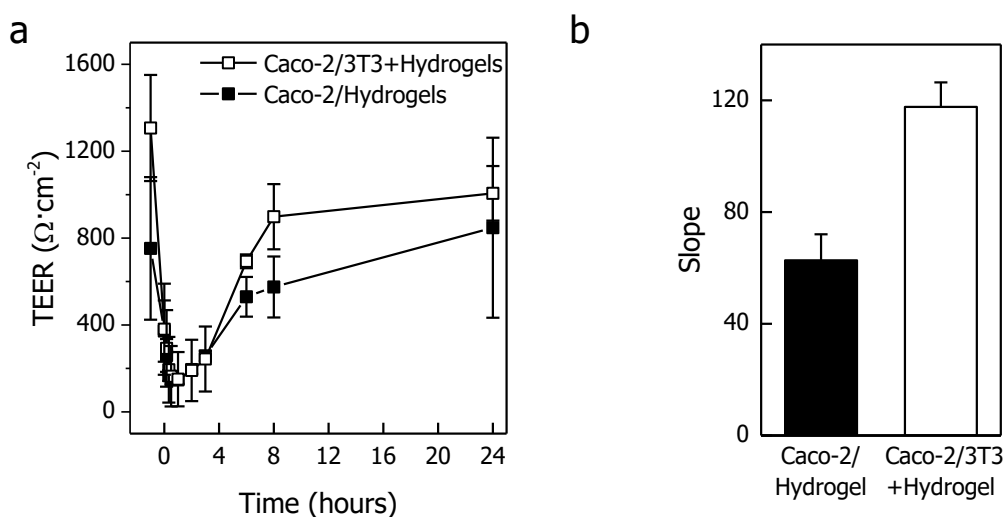 a
1600
1200
800
400
0
TEER (Ω·cm-2)
Caco-2/3T3+Hydrogels
Caco-2/Hydrogels
0
4
8
12
16
20
24
Time (hours)
b
120
80
40
0
Slope
Caco-2/
Hydrogel
Caco-2/3T3
+Hydrogel